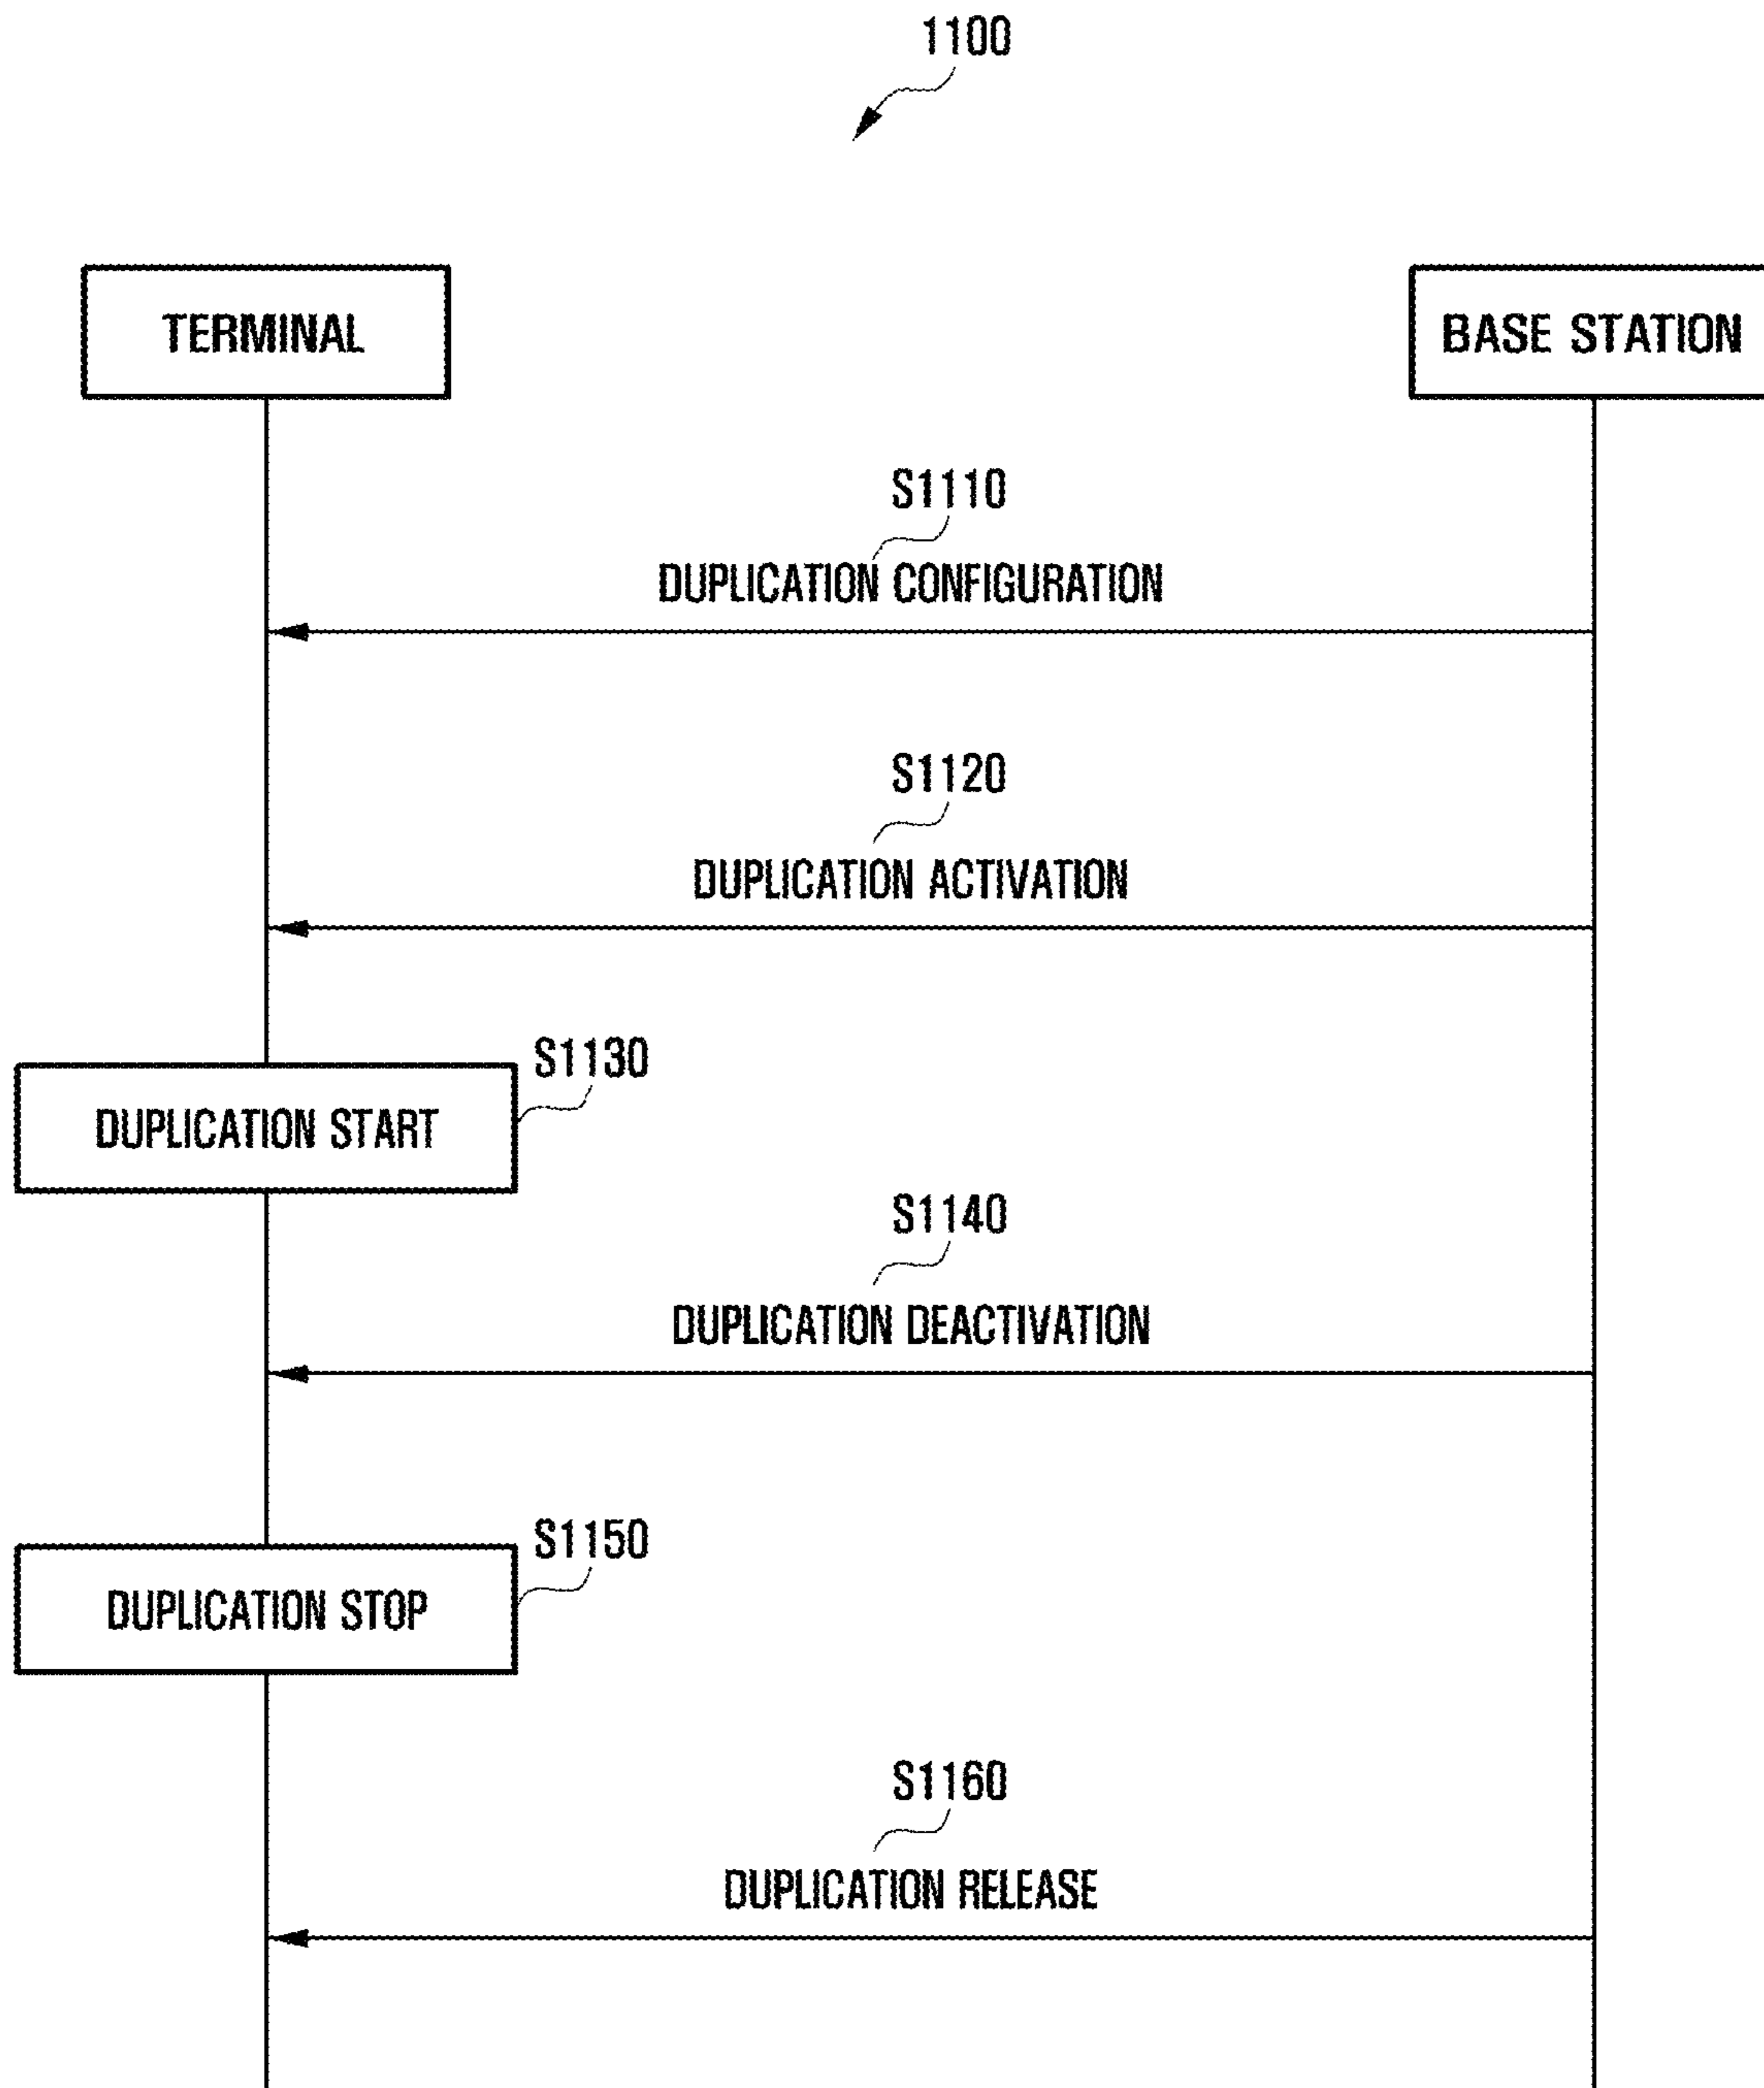 1100
TERMINAL
BASE STATION
S1110
DUPLICATION CONFIGURATION
S1120
DUPLICATION ACTIVATION
S1130
DUPLICATION START
S1140
DUPLICATION DEACTIVATION
S1150
DUPLICATION STOP
S1160
DUPLICATION RELEASE